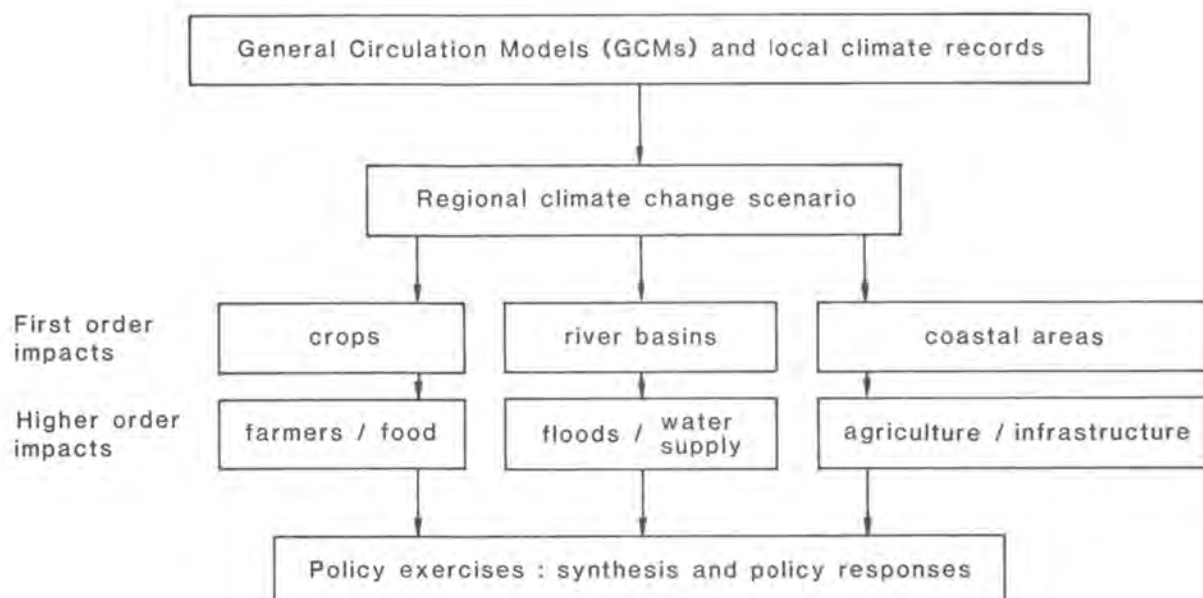 General Circulation Models (GCMs) and local climate records
Regional climate change scenario
First order
impacts
crops
river basins
coastal areas
Higher order
impacts
farmers / food
floods / water
supply
agriculture / infrastructure
Policy exercises : synthesis and policy responses